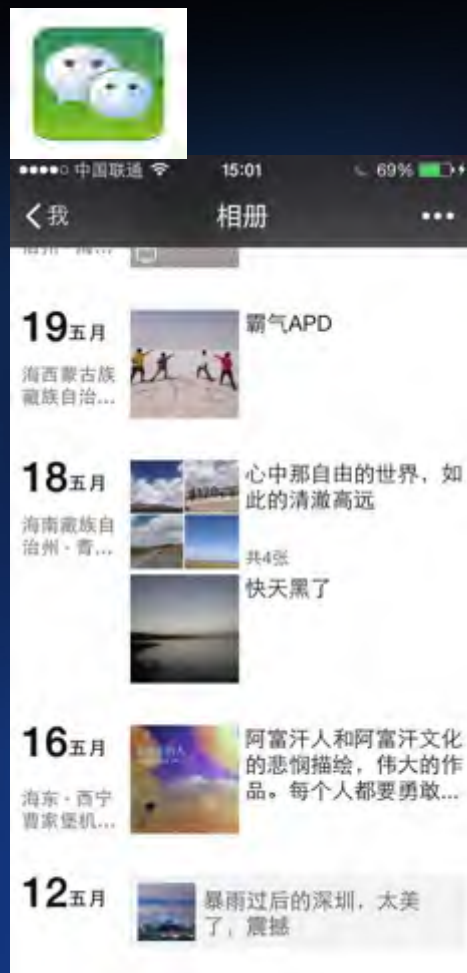 中国联通
15:01
69%
我
相册
19五月
霸气APD
海西蒙古族
藏族自治...
18五月
心中那自由的世界，如
此的清澈高远
海南藏族自
治州·青...
共4张
快天黑了
16五月
阿富汗人和阿富汗文化
的悲悯描绘，伟大的作
品。每个人都要勇敢...
海东·西宁
曹家堡机...
12五月
暴雨过后的深圳，太美
了，震撼